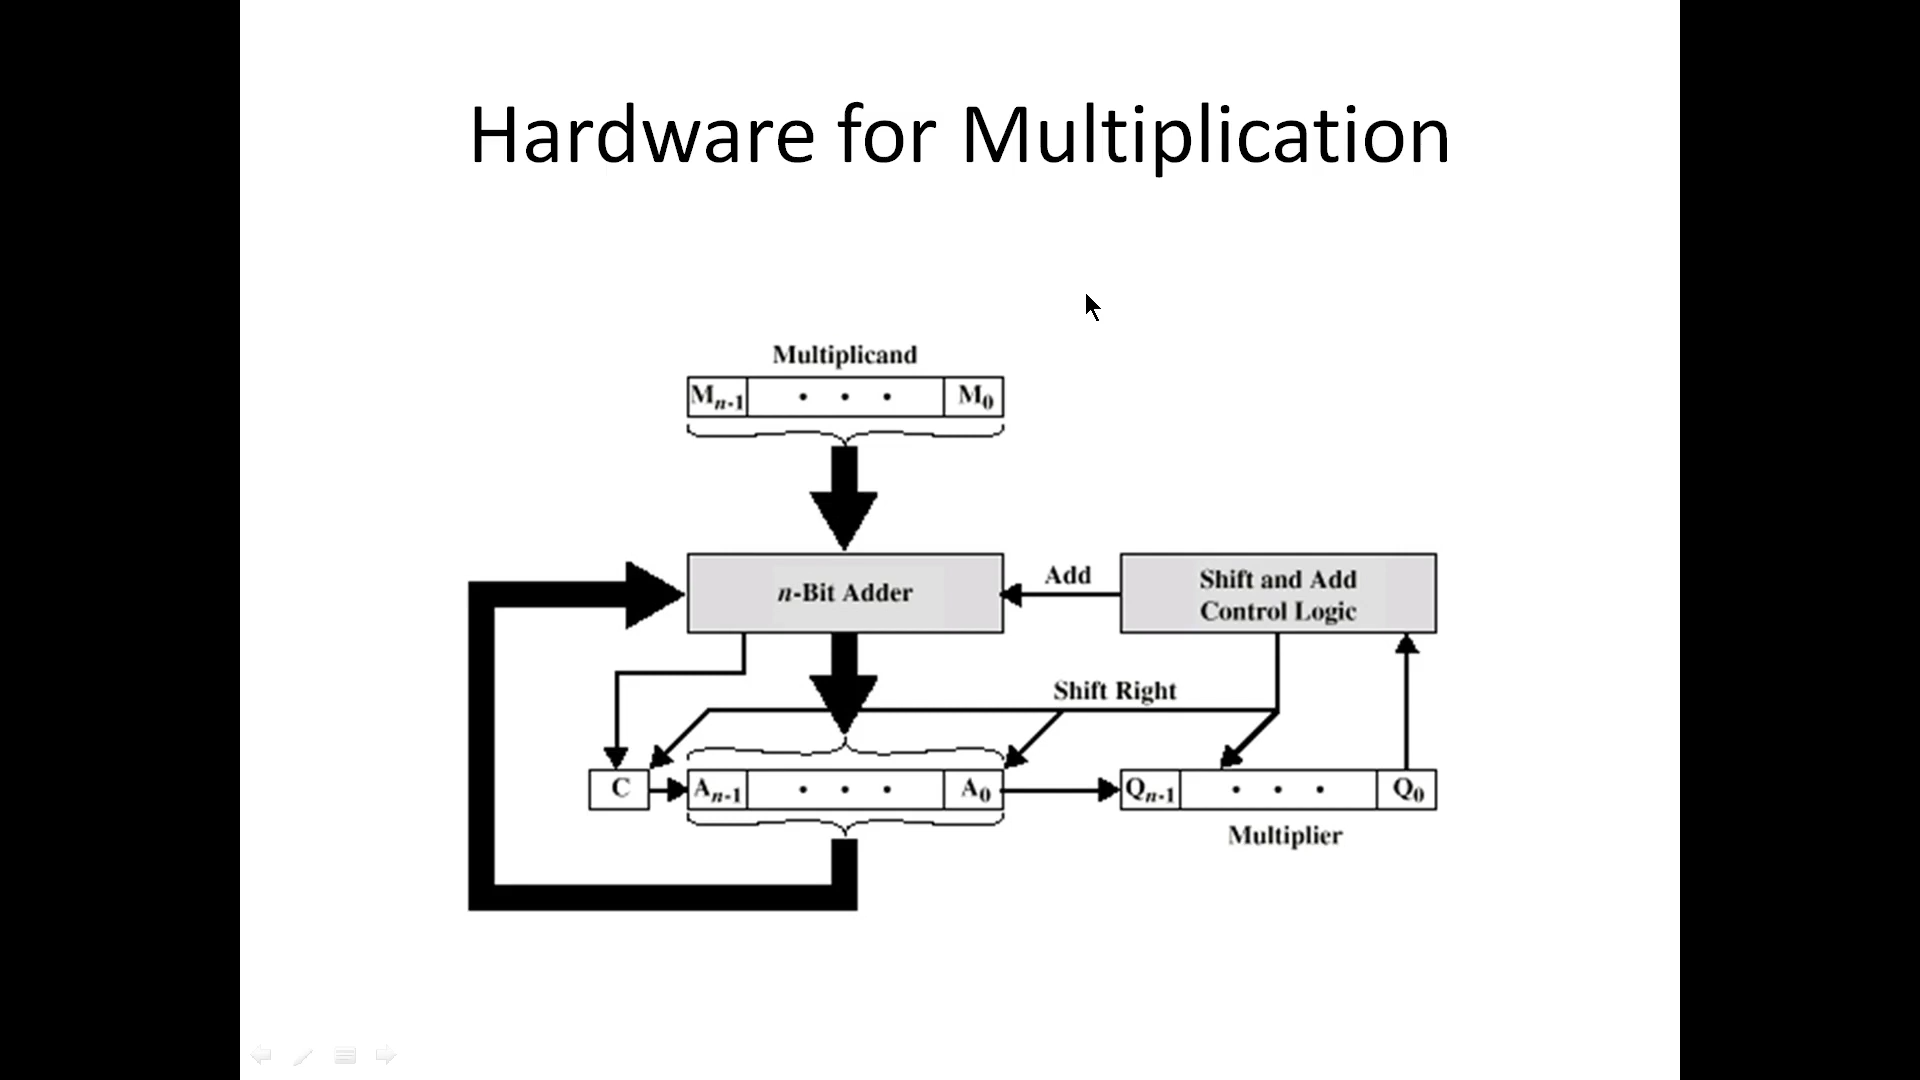 Hardware for Multiplication
Multiplicand
Mn-1 • • • M0
n-Bit Adder
Add
Shift and Add
Control Logic
Shift Right
C
An-1 • • • A0
Qn-1 • • • Q0
Multiplier